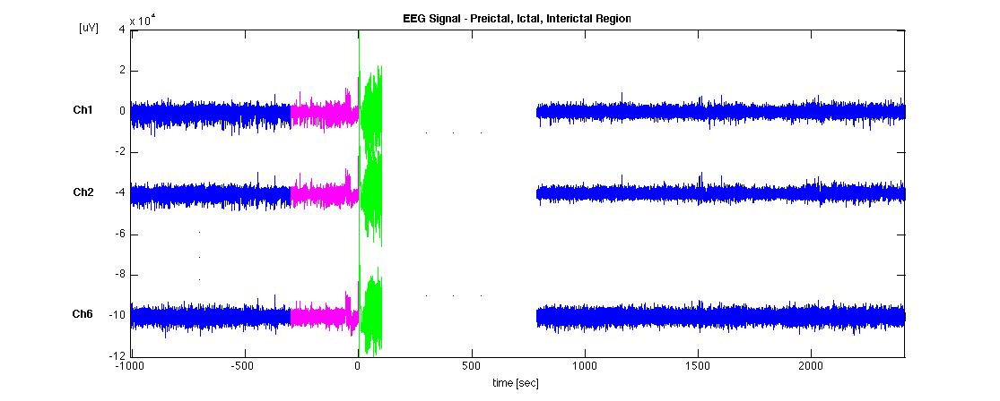 EEG Signal - Preictal, Ictal, Interictal Region
[uV]
x 10^4
4
2
Ch1 0
-2
Ch2 -4
-4
-6
-8
Ch6 -10
-12
-1000 -500 0 500 1000 1500 2000
time [sec]